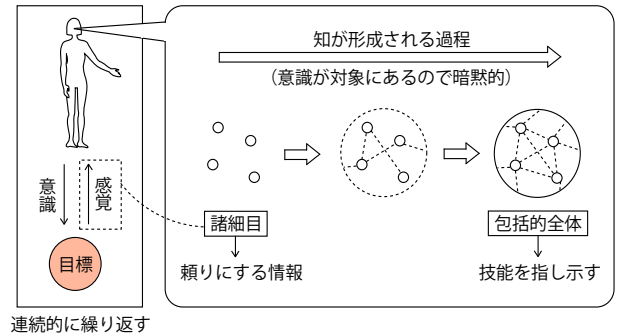 知が形成される過程
（意識が対象にあるので暗黙的）
意識
感覚
目標
連続的に繰り返す
諸細目
頼りにする情報
包括的全体
技能を指し示す